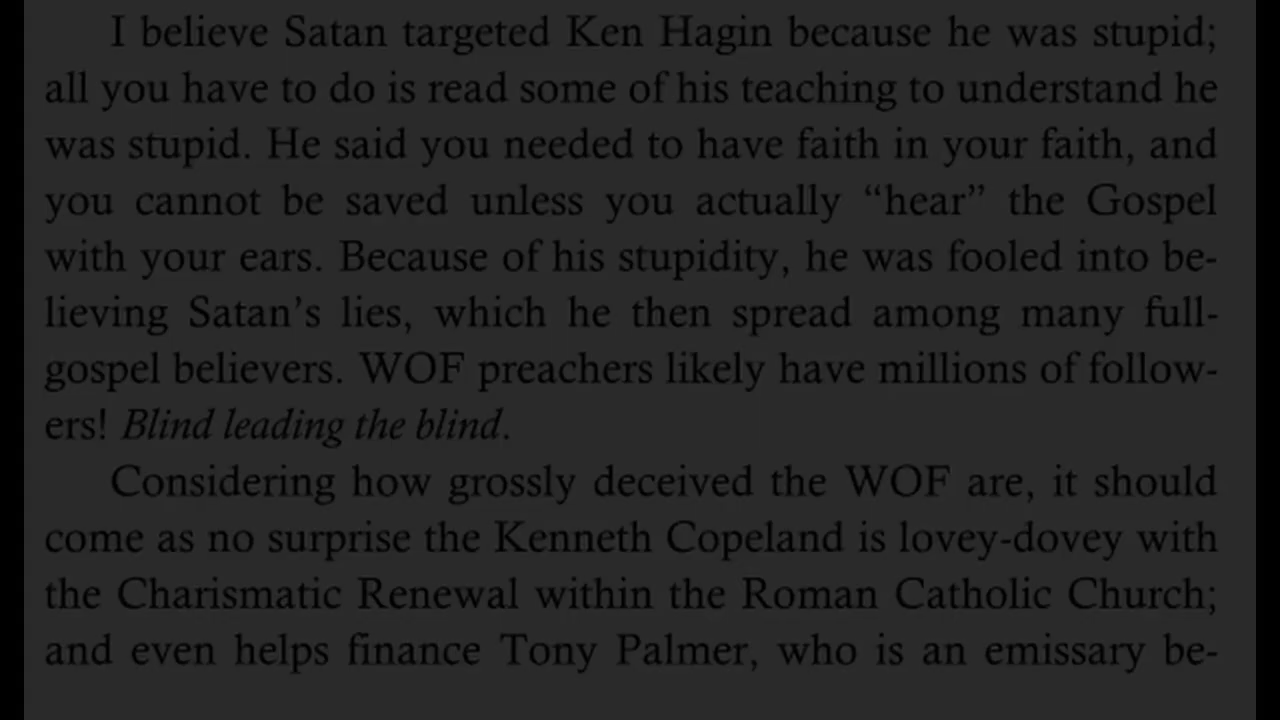 I believe Satan targeted Ken Hagin because he was stupid;
all you have to do is read some of his teaching to understand he
was stupid. He said you needed to have faith in your faith, and
you cannot be saved unless you actually “hear” the Gospel
with your ears. Because of his stupidity, he was fooled into be-
lieving Satan’s lies, which he then spread among many full-
gospel believers. WOF preachers likely have millions of follow-
ers! Blind leading the blind.
Considering how grossly deceived the WOF are, it should
come as no surprise the Kenneth Copeland is lovey-dovey with
the Charismatic Renewal within the Roman Catholic Church;
and even helps finance Tony Palmer, who is an emissary be-